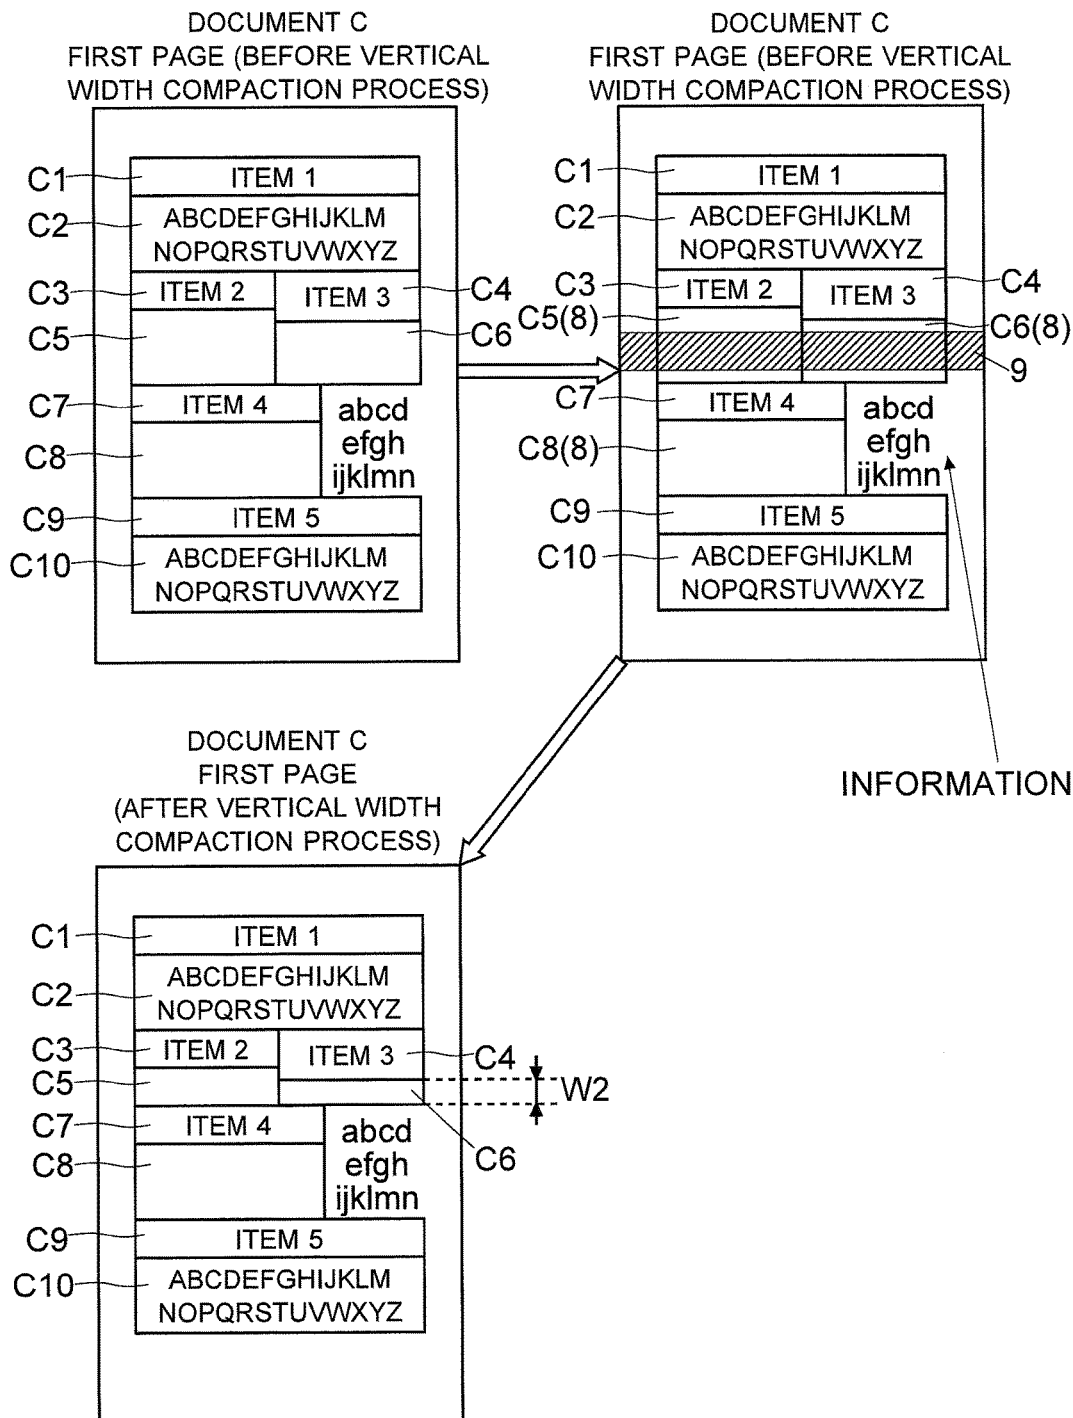 DOCUMENT C
FIRST PAGE (BEFORE VERTICAL
WIDTH COMPACTION PROCESS)
C1
ITEM 1
C2
ABCDEFGHIJKLM
NOPQRSTUVWXYZ
C3
ITEM 2
ITEM 3
C4
C5
C6
C7
ITEM 4
abcd
efgh
ijklmn
C8
C9
ITEM 5
C10
ABCDEFGHIJKLM
NOPQRSTUVWXYZ
DOCUMENT C
FIRST PAGE (BEFORE VERTICAL
WIDTH COMPACTION PROCESS)
C1
ITEM 1
C2
ABCDEFGHIJKLM
NOPQRSTUVWXYZ
C3
ITEM 2
ITEM 3
C4
C5(8)
C6(8)
9
C7
ITEM 4
abcd
efgh
ijklmn
C8(8)
C9
ITEM 5
C10
ABCDEFGHIJKLM
NOPQRSTUVWXYZ
INFORMATION
DOCUMENT C
FIRST PAGE
(AFTER VERTICAL WIDTH
COMPACTION PROCESS)
C1
ITEM 1
C2
ABCDEFGHIJKLM
NOPQRSTUVWXYZ
C3
ITEM 2
ITEM 3
C4
C5
W2
C7
ITEM 4
abcd
efgh
ijklmn
C6
C8
C9
ITEM 5
C10
ABCDEFGHIJKLM
NOPQRSTUVWXYZ